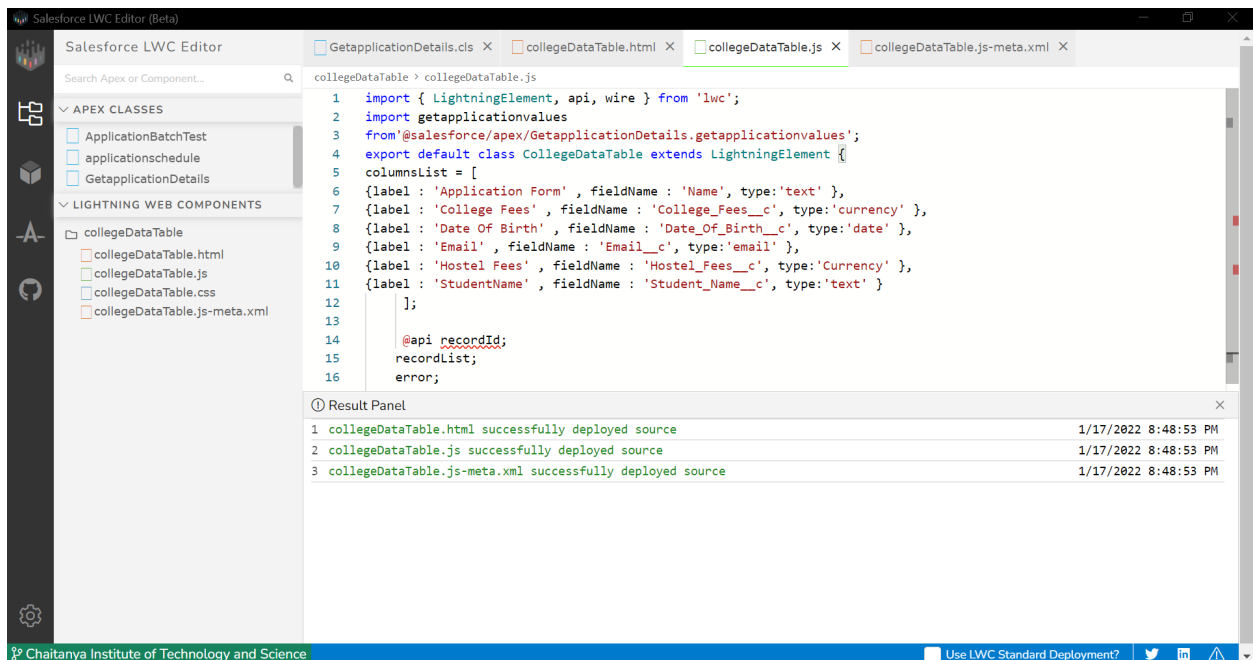 Salesforce LWC Editor (Beta)
Salesforce LWC Editor
GetapplicationDetails.cls
collegeDataTable.html
collegeDataTable.js
collegeDataTable.js-meta.xml
Search Apex or Component...
collegeDataTable > collegeDataTable.js
APEX CLASSES
ApplicationBatchTest
applicationschedule
GetapplicationDetails
LIGHTNING WEB COMPONENTS
collegeDataTable
collegeDataTable.html
collegeDataTable.js
collegeDataTable.css
collegeDataTable.js-meta.xml
1 import { LightningElement, api, wire } from 'lwc';
2 import getapplicationvalues
3 from'@salesforce/apex/GetapplicationDetails.getapplicationvalues';
4 export default class CollegeDataTable extends LightningElement {
5 columnsList = [
6 {label : 'Application Form' , fieldName : 'Name', type:'text' },
7 {label : 'College Fees' , fieldName : 'College_Fees__c', type:'currency' },
8 {label : 'Date Of Birth' , fieldName : 'Date_Of_Birth__c', type:'date' },
9 {label : 'Email' , fieldName : 'Email__c', type:'email' },
10 {label : 'Hostel Fees' , fieldName : 'Hostel_Fees__c', type:'Currency' },
11 {label : 'StudentName' , fieldName : 'Student_Name__c', type:'text' }
12 ];
13
14 @api recordId;
15 recordList;
16 error;
Result Panel
1 collegeDataTable.html successfully deployed source 1/17/2022 8:48:53 PM
2 collegeDataTable.js successfully deployed source 1/17/2022 8:48:53 PM
3 collegeDataTable.js-meta.xml successfully deployed source 1/17/2022 8:48:53 PM
Chaitanya Institute of Technology and Science
Use LWC Standard Deployment?